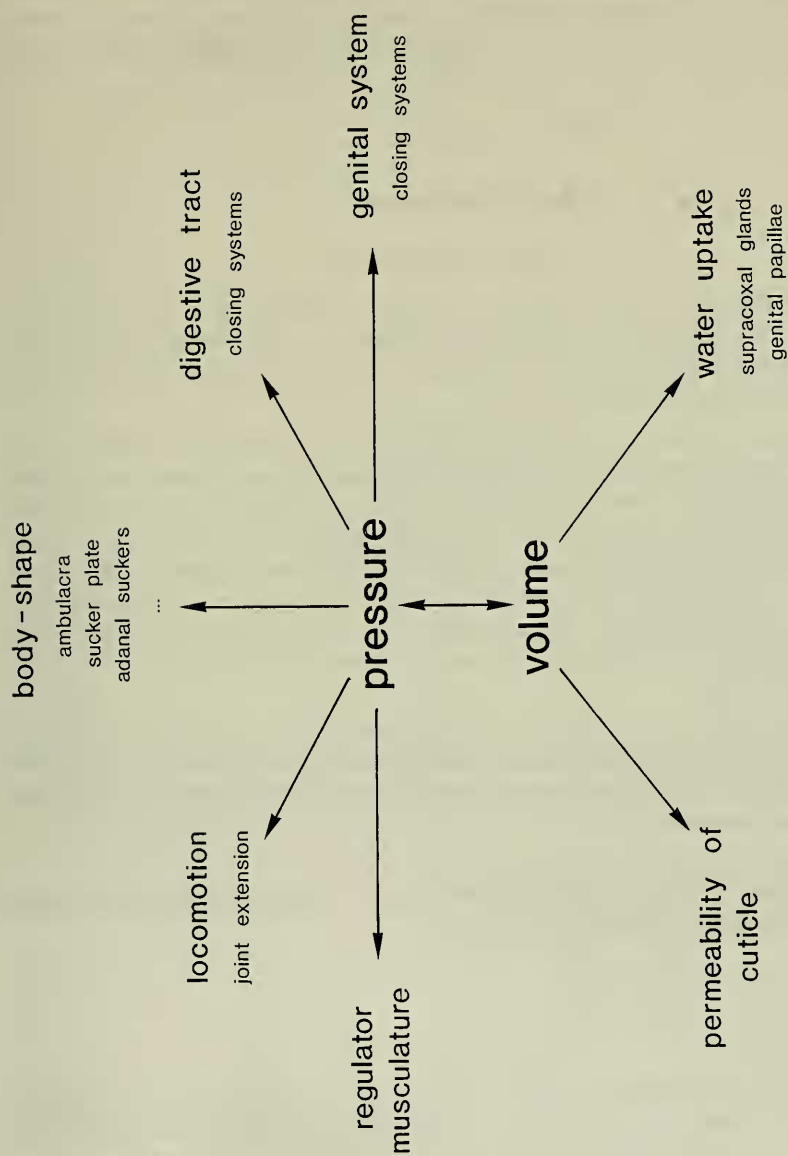 body-shape
ambulacra
sucker plate
adanal suckers
...
locomotion
joint extension
digestive tract
closing systems
regulator
musculature
pressure
genital system
closing systems
volume
permeability of
cuticle
water uptake
supracoxal glands
genital papillae